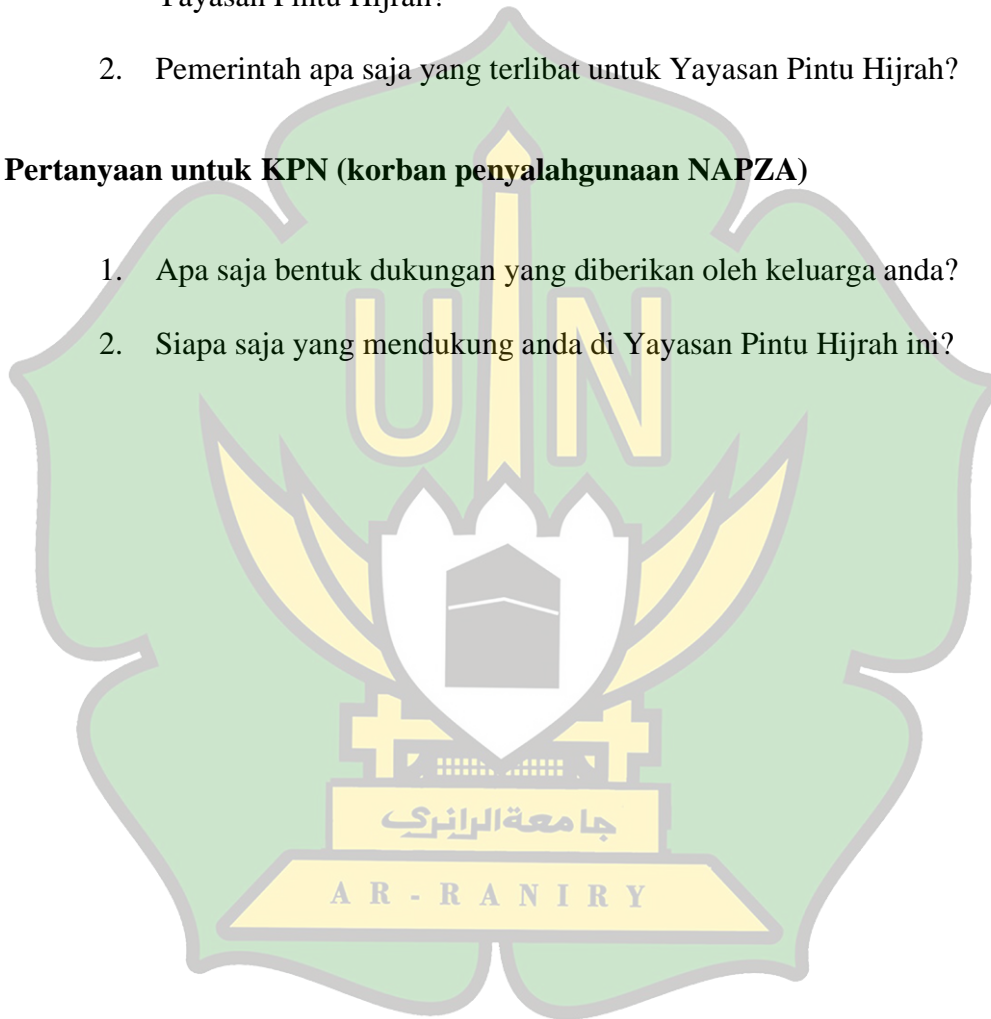 Yayasan Pintu Hijrah?
2. Pemerintah apa saja yang terlibat untuk Yayasan Pintu Hijrah?
Pertanyaan untuk KPN (korban penyalahgunaan NAPZA)
1. Apa saja bentuk dukungan yang diberikan oleh keluarga anda?
2. Siapa saja yang mendukung anda di Yayasan Pintu Hijrah ini?
UIN
جامعةالرانرك
AR-RANIRY